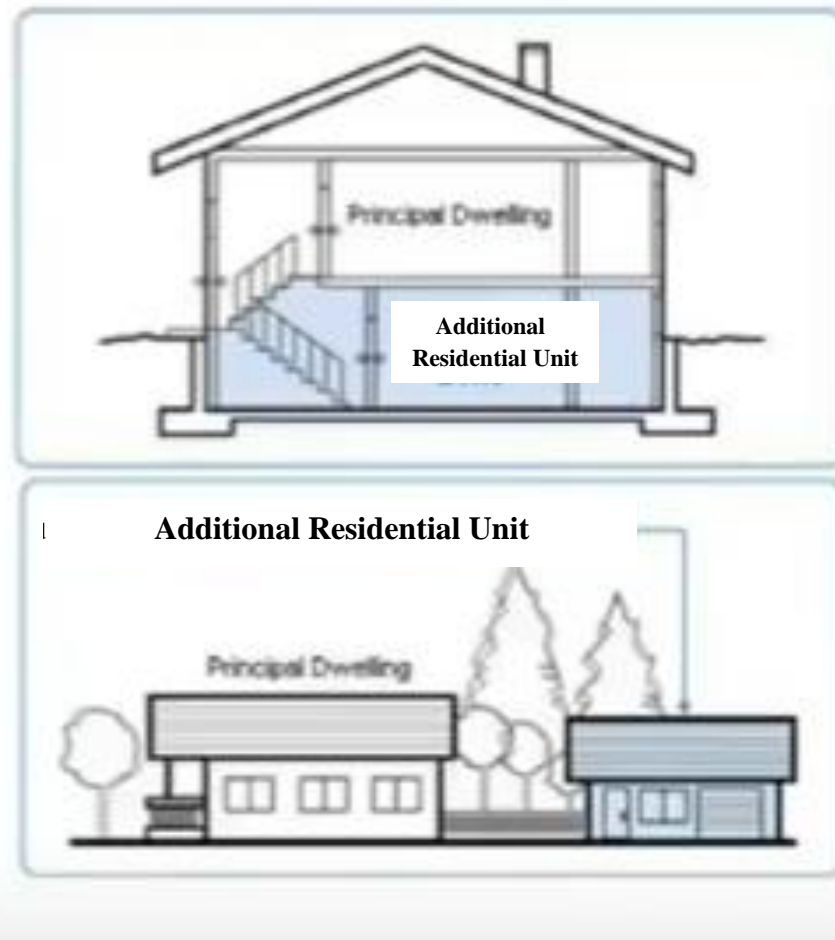 Principal Dwelling
Additional
Residential Unit
Additional Residential Unit
Principal Dwelling